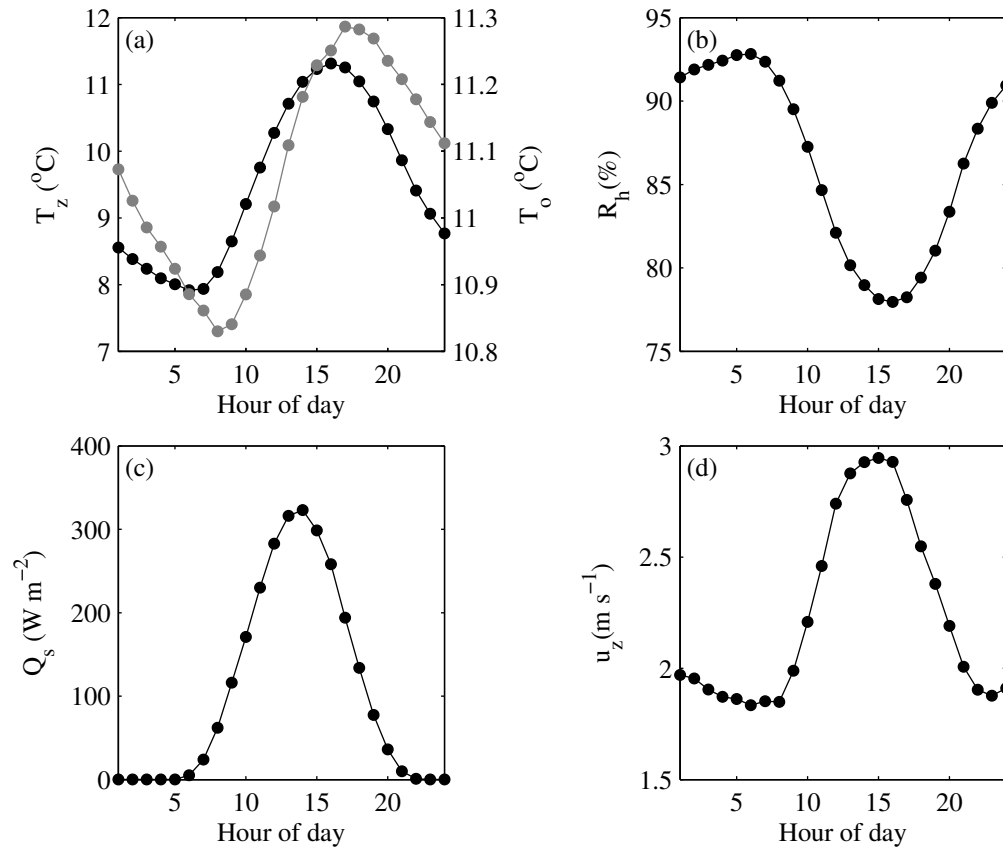 (a)
12
11
10
9
8
7
T_z (°C)
11.3
11.2
11.1
11
10.9
10.8
T_o (°C)
5 10 15 20
Hour of day
(b)
95
90
85
80
75
R_h(%)
5 10 15 20
Hour of day
(c)
400
300
200
100
0
Q_s (W m⁻²)
5 10 15 20
Hour of day
(d)
3
2.5
2
1.5
u_z(m s⁻¹)
5 10 15 20
Hour of day